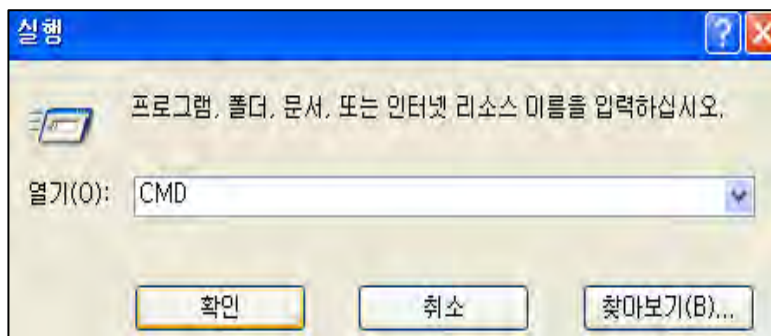 실행
프로그램, 폴더, 문서, 또는 인터넷 리소스 이름을 입력하십시오.
열기(O): CMD
확인 취소 찾아보기(B)...